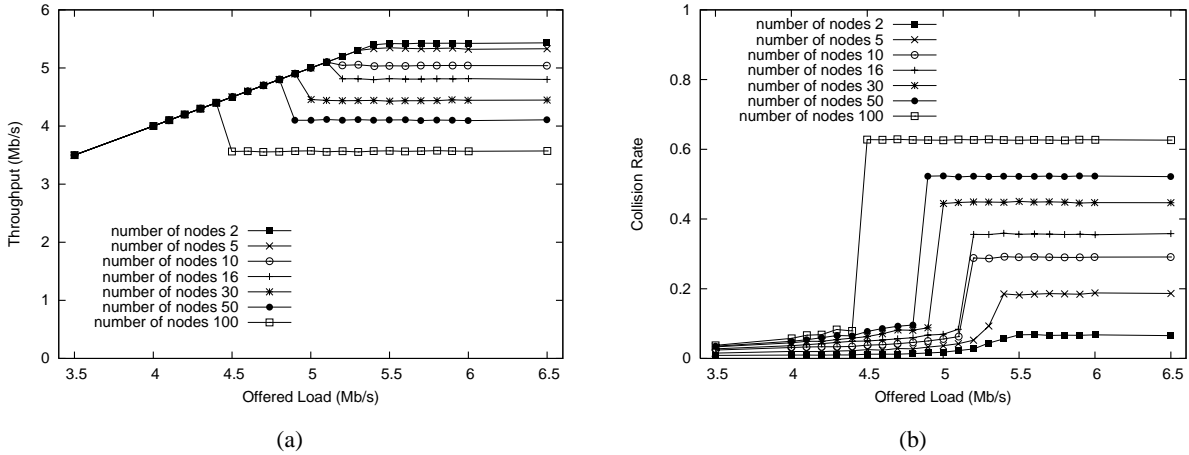 6
5
4
3
2
1
0
3.5 4 4.5 5 5.5 6 6.5
Throughput (Mb/s)
Offered Load (Mb/s)
number of nodes 2
number of nodes 5
number of nodes 10
number of nodes 16
number of nodes 30
number of nodes 50
number of nodes 100
(a)
1
0.8
0.6
0.4
0.2
0
3.5 4 4.5 5 5.5 6 6.5
Collision Rate
Offered Load (Mb/s)
number of nodes 2
number of nodes 5
number of nodes 10
number of nodes 16
number of nodes 30
number of nodes 50
number of nodes 100
(b)